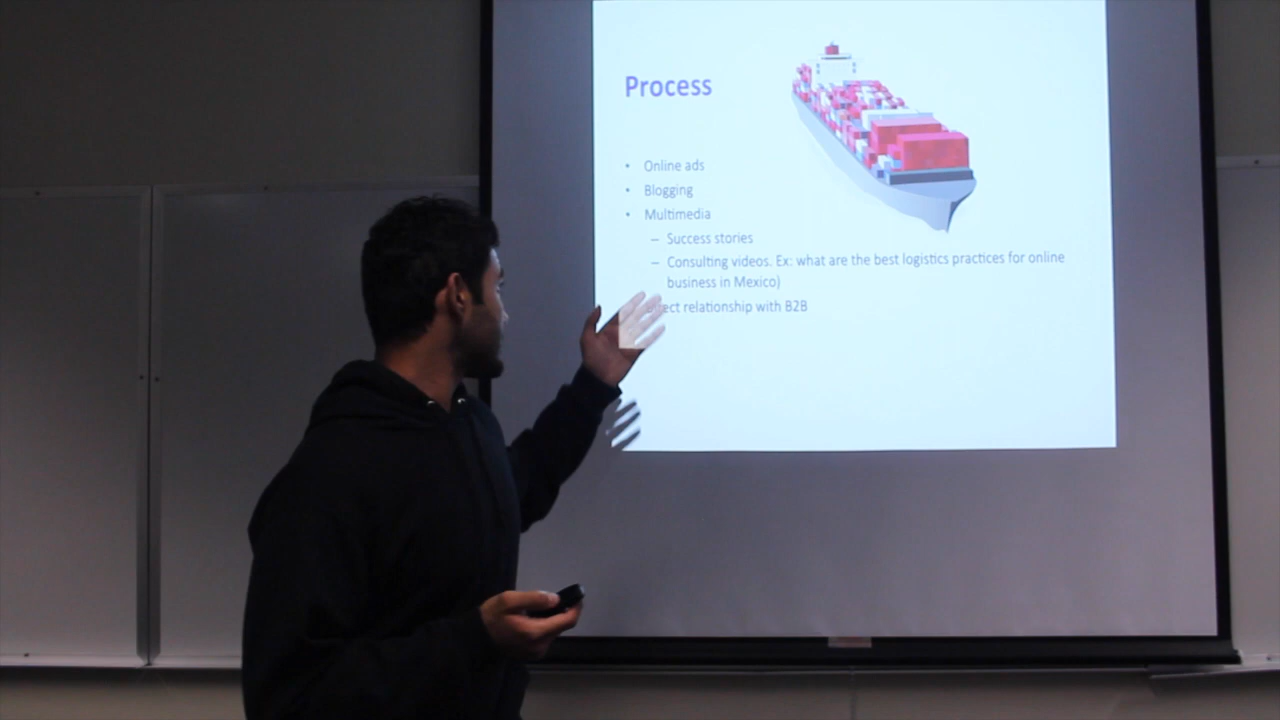 Process
• Online ads
• Blogging
• Multimedia
– Success stories
– Consulting videos. Ex: what are the best logistics practices for online
business in Mexico)
relationship with B2B